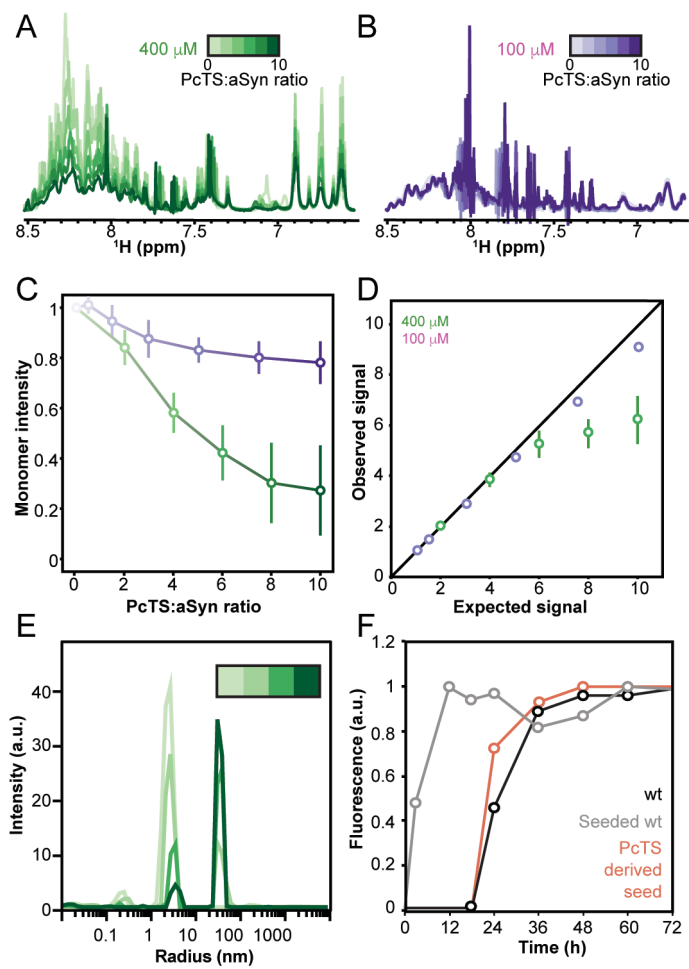 A
400 µM
0 10
PcTS:aSyn ratio
8.5 8 7.5 7
¹H (ppm)
B
100 µM
0 10
PcTS:aSyn ratio
8.5 8 7.5 7
¹H (ppm)
C
Monomer intensity
1
0.8
0.6
0.4
0.2
0
0 2 4 6 8 10
PcTS:aSyn ratio
D
400 µM
100 µM
Observed signal
10
8
6
4
2
0
0 2 4 6 8 10
Expected signal
E
Intensity (a.u.)
40
30
20
10
0
0.1 1 10 100 1000
Radius (nm)
F
Fluorescence (a.u.)
1.2
1
0.8
0.6
0.4
0.2
0
wt
Seeded wt
PcTS
derived
seed
0 12 24 36 48 60 72
Time (h)